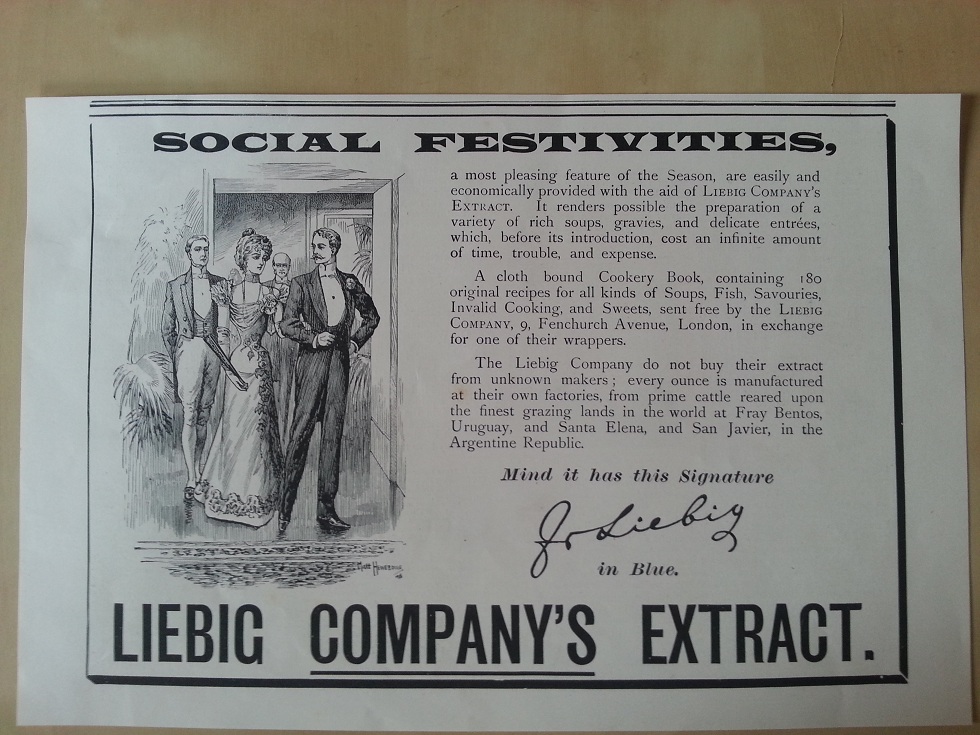 SOCIAL FESTIVITIES,
a most pleasing feature of the Season, are easily and
economically provided with the aid of LIEBIG COMPANY'S
EXTRACT. It renders possible the preparation of a
variety of rich soups, gravies, and delicate entrées,
which, before its introduction, cost an infinite amount
of time, trouble, and expense.
A cloth bound Cookery Book, containing 180
original recipes for all kinds of Soups, Fish, Savouries,
Invalid Cooking, and Sweets, sent free by the LIEBIG
COMPANY, 9, Fenchurch Avenue, London, in exchange
for one of their wrappers.
The Liebig Company do not buy their extract
from unknown makers; every ounce is manufactured
at their own factories, from prime cattle reared upon
the finest grazing lands in the world at Fray Bentos,
Uruguay, and Santa Elena, and San Javier, in the
Argentine Republic.
Mind it has this Signature
Jv Liebig
in Blue.
LIEBIG COMPANY'S EXTRACT.